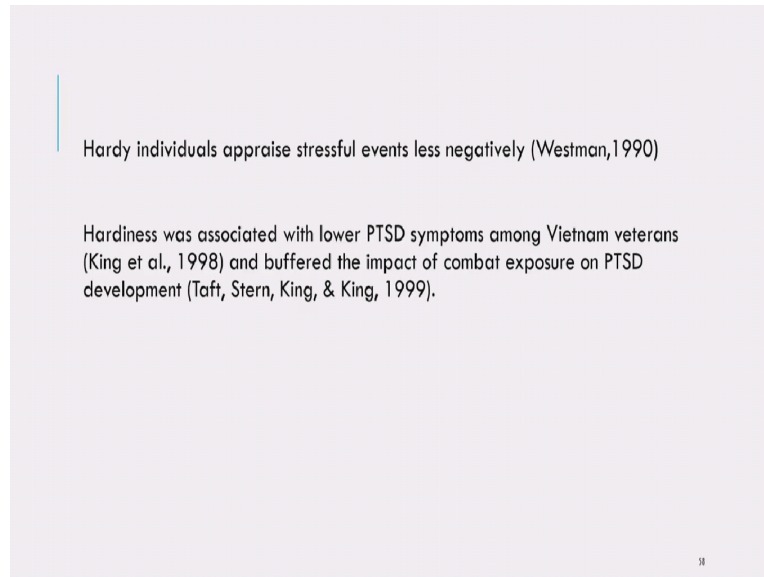 Hardy individuals appraise stressful events less negatively (Westman,1990)
Hardiness was associated with lower PTSD symptoms among Vietnam veterans
(King et al., 1998) and buffered the impact of combat exposure on PTSD
development (Taft, Stern, King, & King, 1999).
58